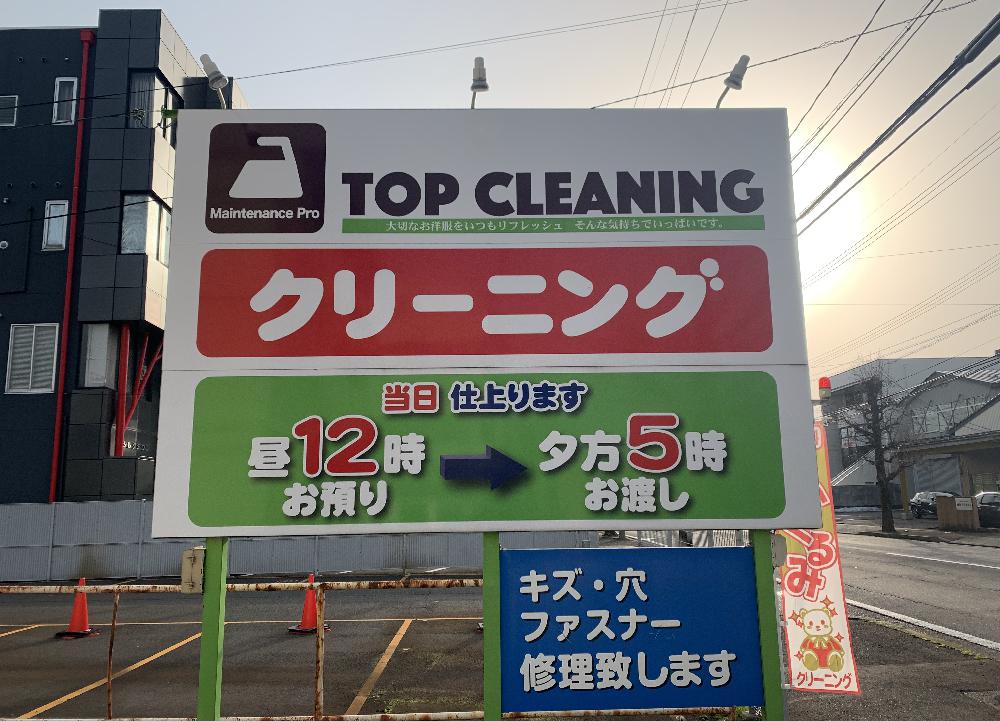 Maintenance Pro
TOP CLEANING
大切なお洋服をいつもリフレッシュ そんな気持ちでいっぱいです。
クリーニング
当日 仕上ります
昼12時 夕方5時
お預り お渡し
キズ・穴
ファスナー
修理致します
ぐるみ
クリーニング